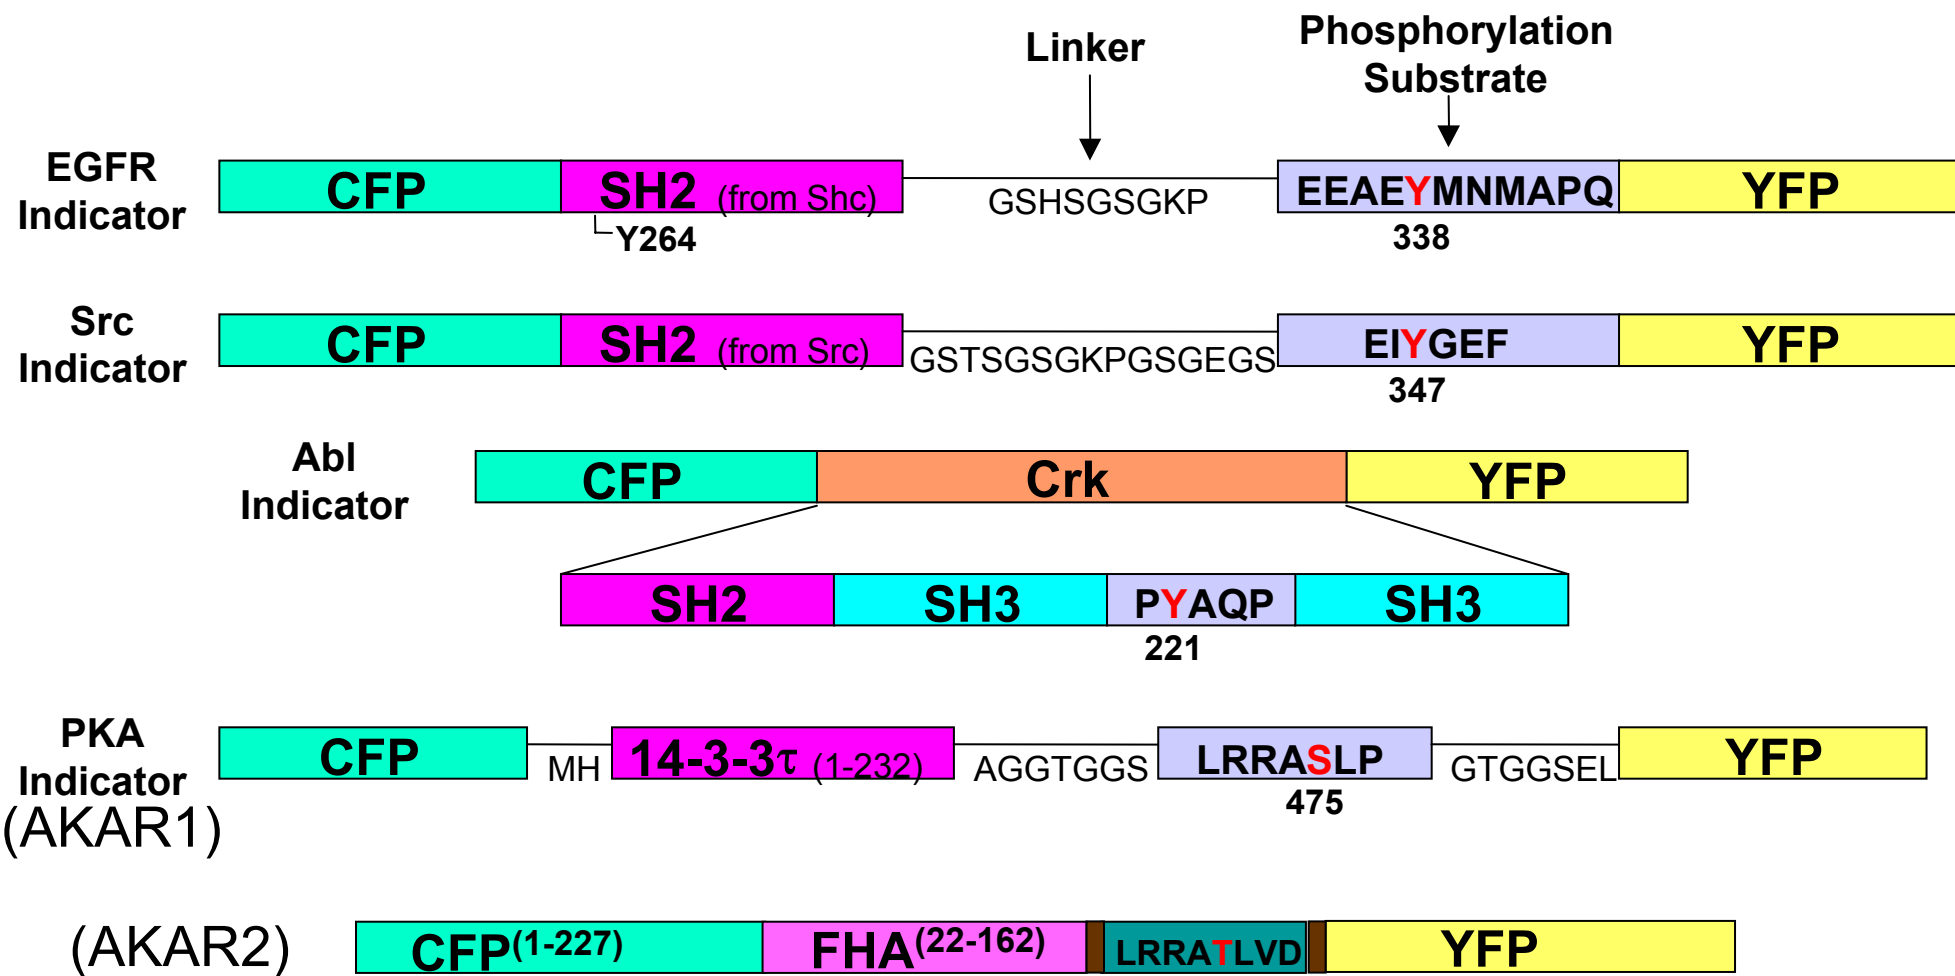 Linker
Phosphorylation
Substrate
EGFR
Indicator
CFP
SH2 (from Shc)
GSHSGSGKP
EEAEYMNMAPQ
YFP
Y264
338
Src
Indicator
CFP
SH2 (from Src)
GSTSGSGKPGSGEGS
EIYGEF
YFP
347
Abl
Indicator
CFP
Crk
YFP
SH2
SH3
PYAQP
SH3
221
PKA
Indicator
(AKAR1)
CFP
MH
14-3-3τ (1-232)
AGGTGGS
LRRASLP
GTGGSEL
YFP
475
(AKAR2)
CFP(1-227)
FHA(22-162)
LRRATLVD
YFP